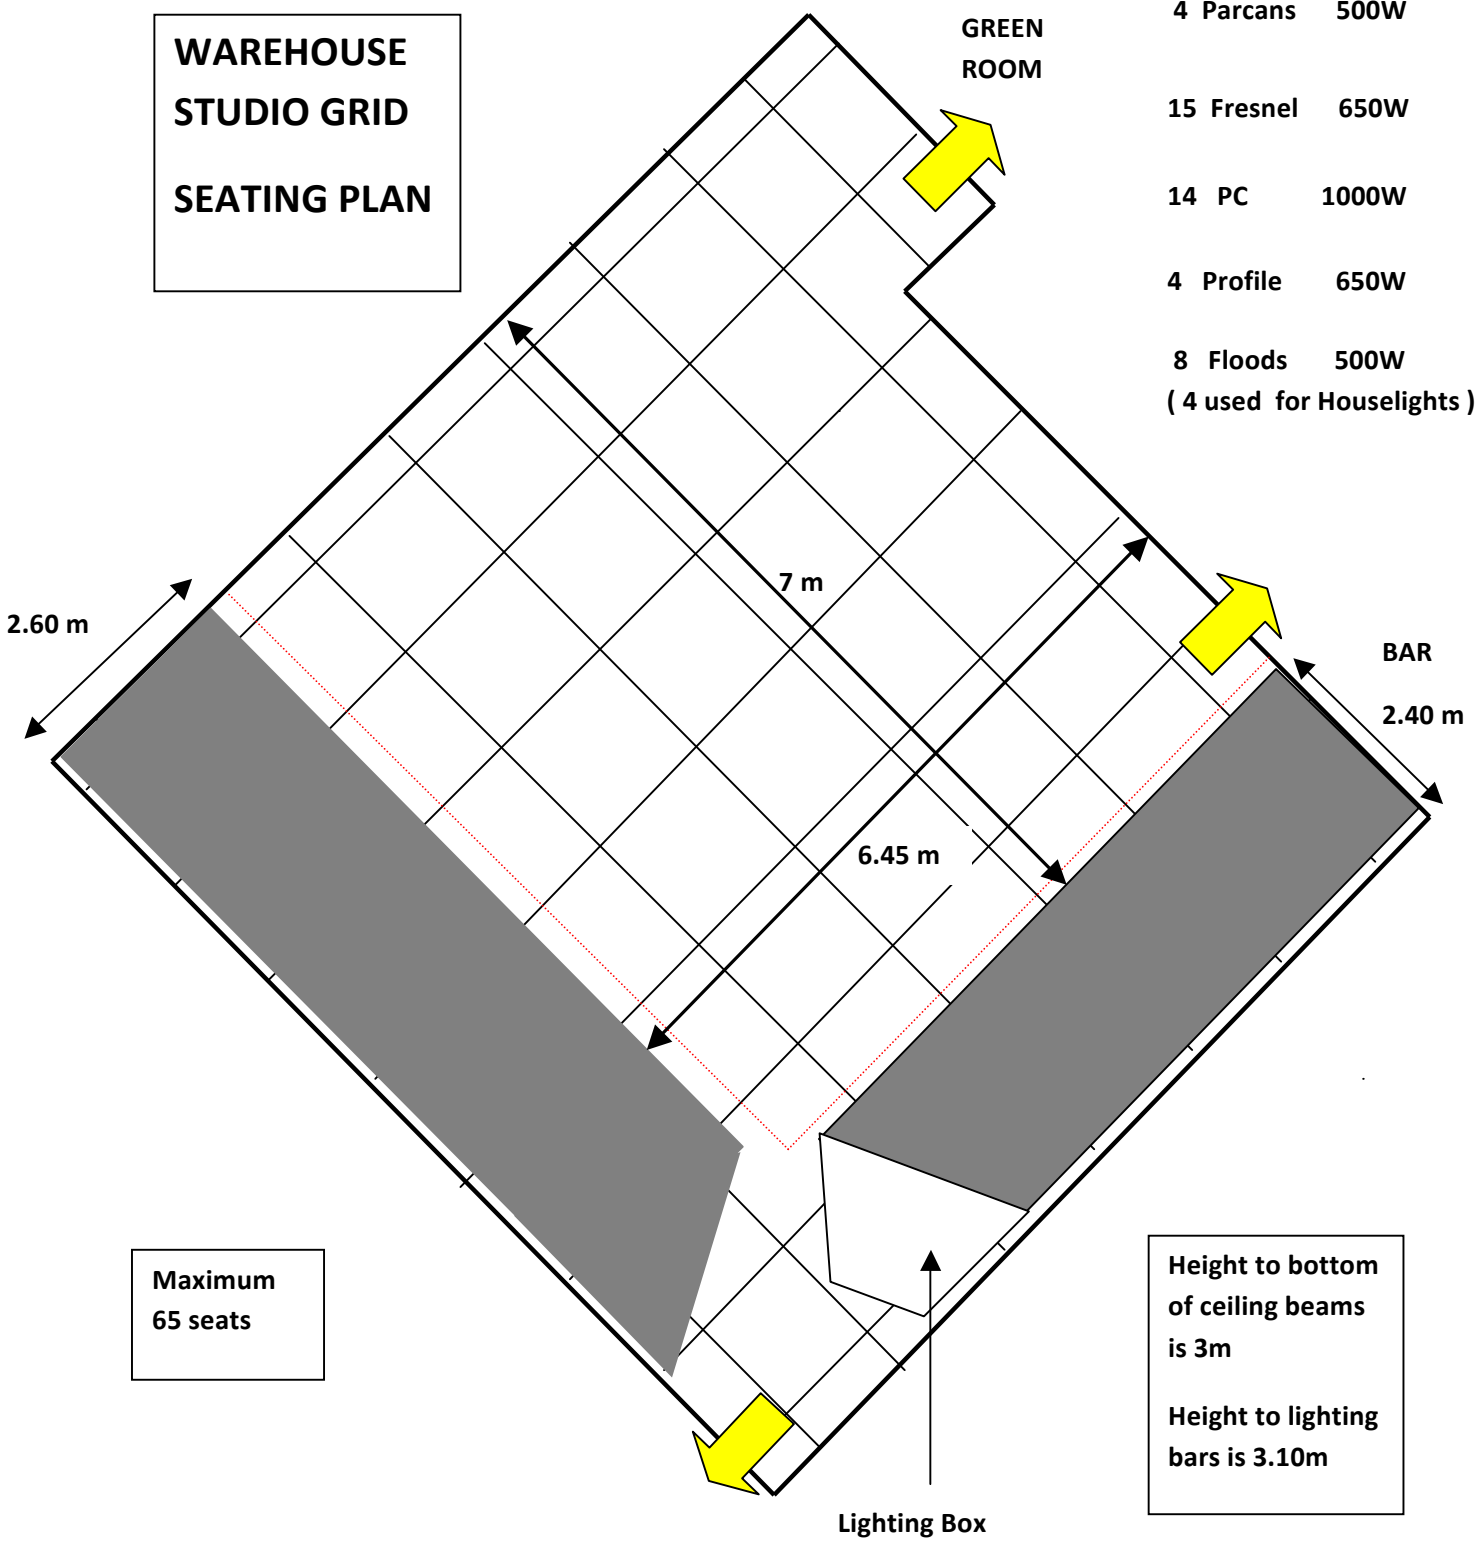 WAREHOUSE
STUDIO GRID
SEATING PLAN
GREEN
ROOM
4 Parcans 500W
15 Fresnel 650W
14 PC 1000W
4 Profile 650W
8 Floods 500W
( 4 used for Houselights )
7 m
2.60 m
BAR
2.40 m
6.45 m
Maximum
65 seats
Height to bottom
of ceiling beams
is 3m
Height to lighting
bars is 3.10m
Lighting Box